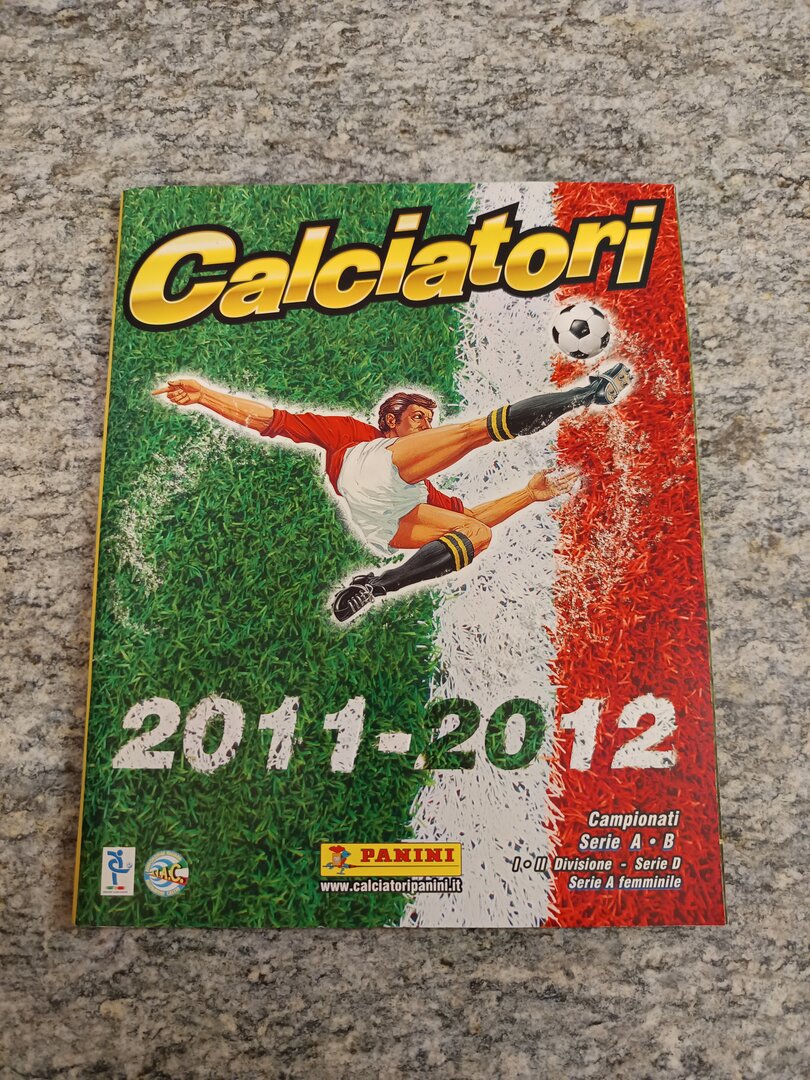 Calciatori
2011-2012
Campionati
Serie A • B
I • II Divisione - Serie D
Serie A femminile
PANINI
www.calciatoripanini.it
A.I.C.